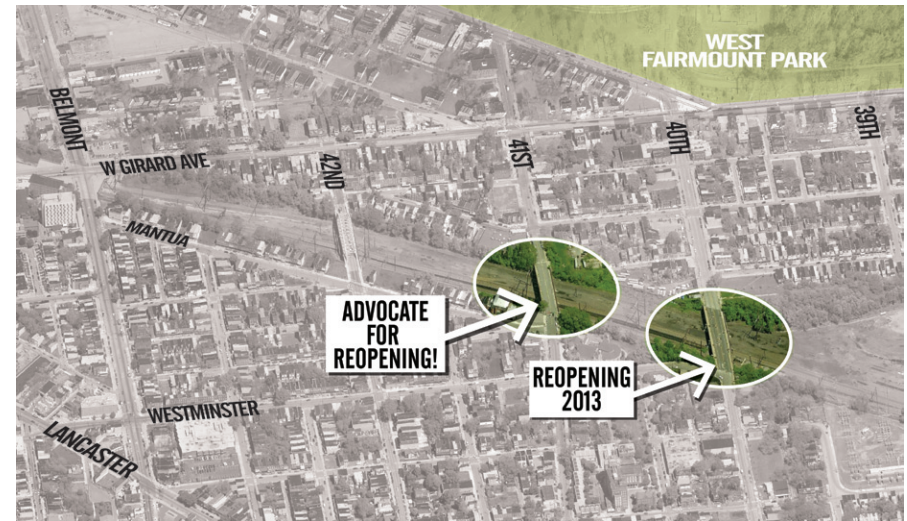 WEST
FAIRMOUNT PARK
BELMONT
W GIRARD AVE
42ND
41ST
40TH
39TH
MANTUA
ADVOCATE
FOR
REOPENING!
REOPENING
2013
WESTMINSTER
LANCASTER